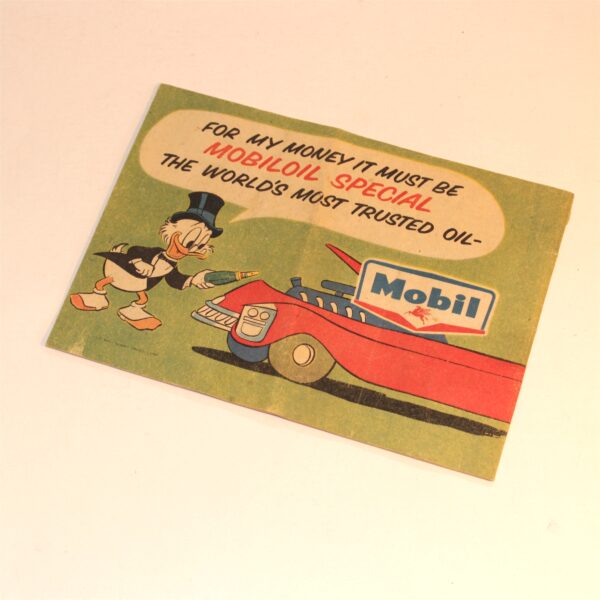 FOR MY MONEY IT MUST BE
MOBILOIL SPECIAL
THE WORLD'S MOST TRUSTED OIL-
Mobil